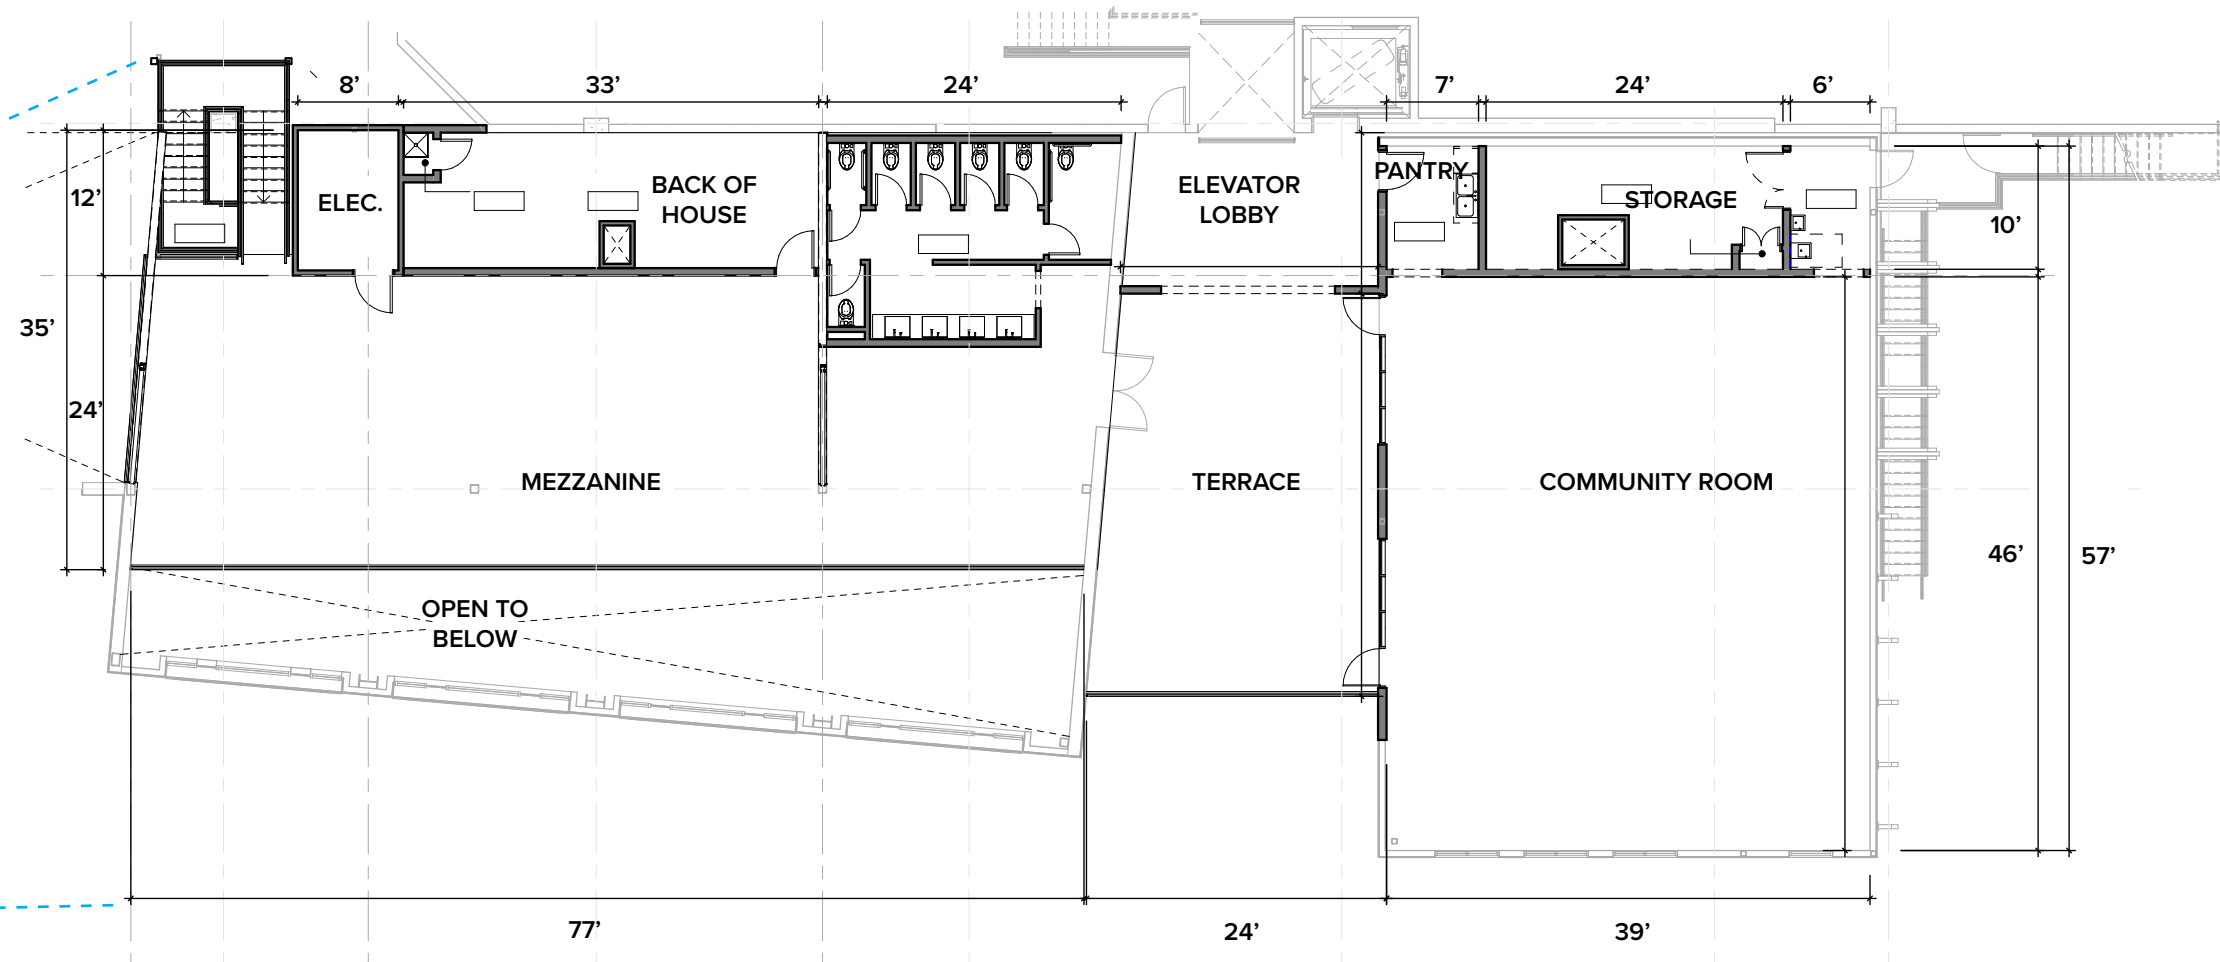 8’
33’
24’
7’
24’
6’
PANTRY
12’
ELEC.
BACK OF
HOUSE
ELEVATOR
LOBBY
STORAGE
10’
35’
24’
MEZZANINE
TERRACE
COMMUNITY ROOM
46’
57’
OPEN TO
BELOW
77’
24’
39’